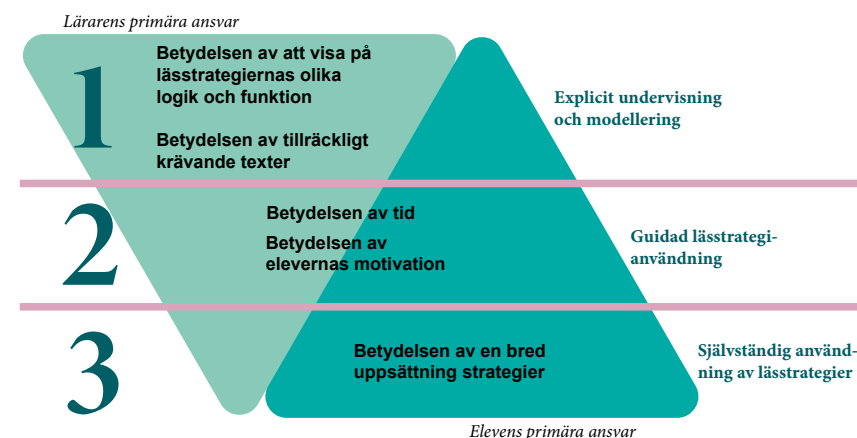 Lärarens primära ansvar
1
Betydelsen av att visa på
lässtrategiernas olika
logik och funktion
Betydelsen av tillräckligt
krävande texter
Explicit undervisning
och modellering
2
Betydelsen av tid
Betydelsen av
elevernas motivation
Guidad lässtrategi-
användning
3
Betydelsen av en bred
uppsättning strategier
Självständig använd-
ning av lässtrategier
Elevens primära ansvar